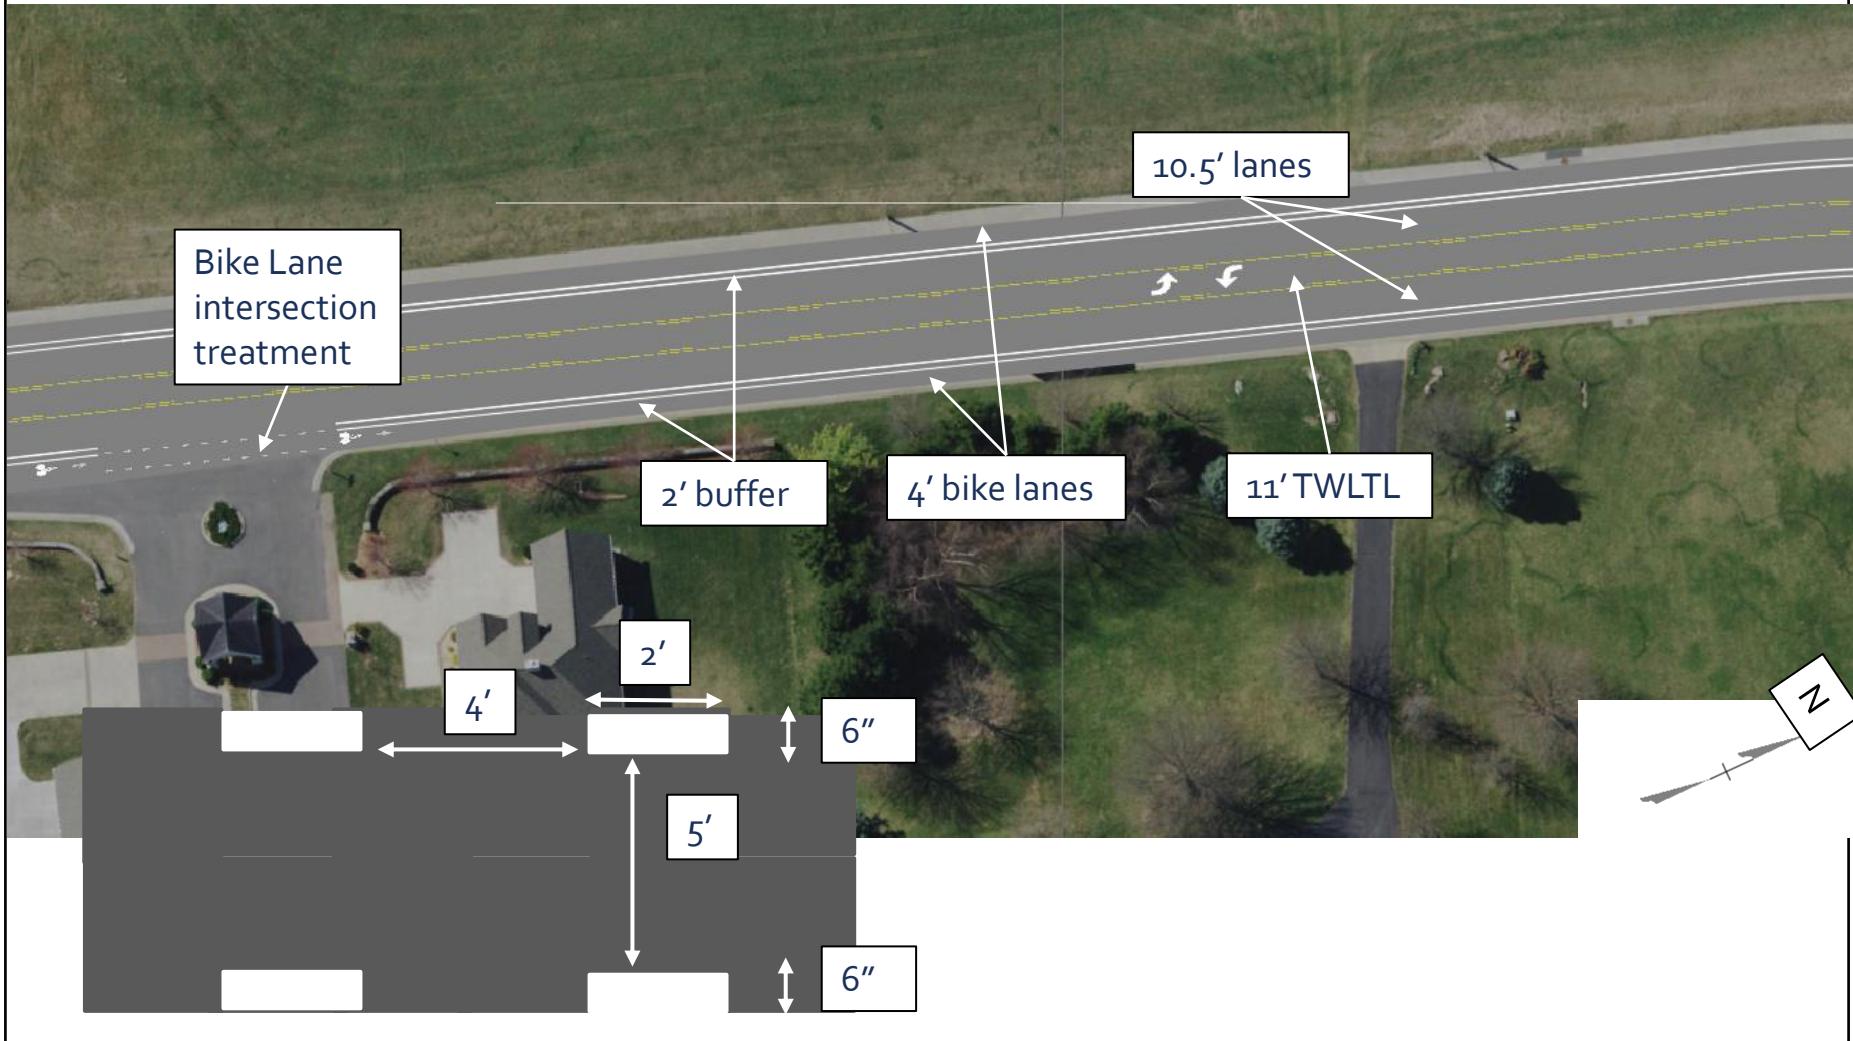 10.5’ lanes
Bike Lane
intersection
treatment
2’ buffer
4’ bike lanes
11’ TWLTL
2’
4’
6”
5’
6”
N